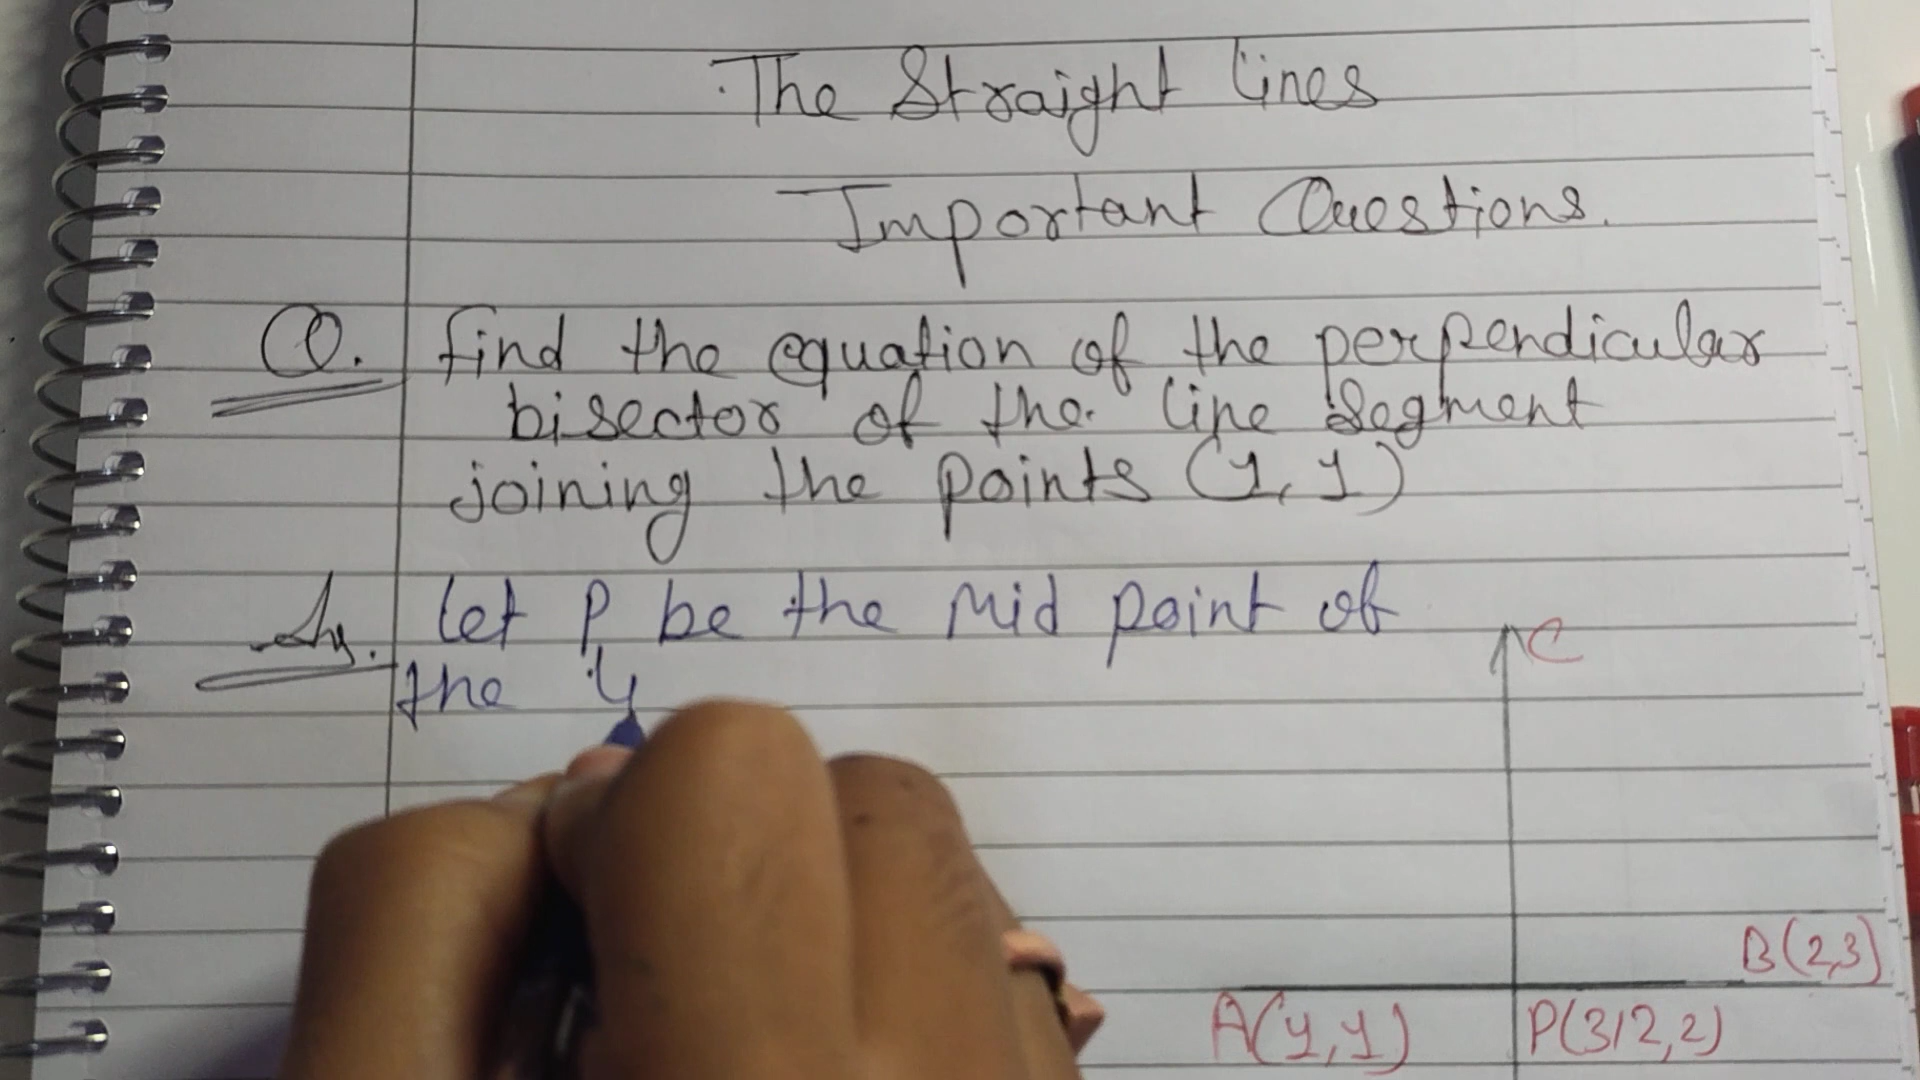 The Straight lines
Important Questions.
Q. find the equation of the perpendicular
bisector of the line segment
joining the points (1, 1)
let P be the Mid point of
the
C
B(2,3)
A(1,1)
P(3/2,2)